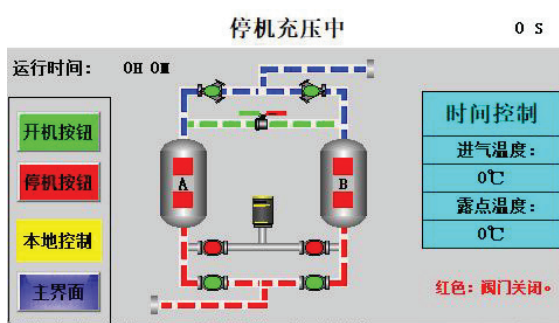 停机充压中
0 S
运行时间: 0H 0M
开机按钮
停机按钮
本地控制
主界面
A
B
时间控制
进气温度:
0℃
露点温度:
0℃
红色: 阀门关闭。